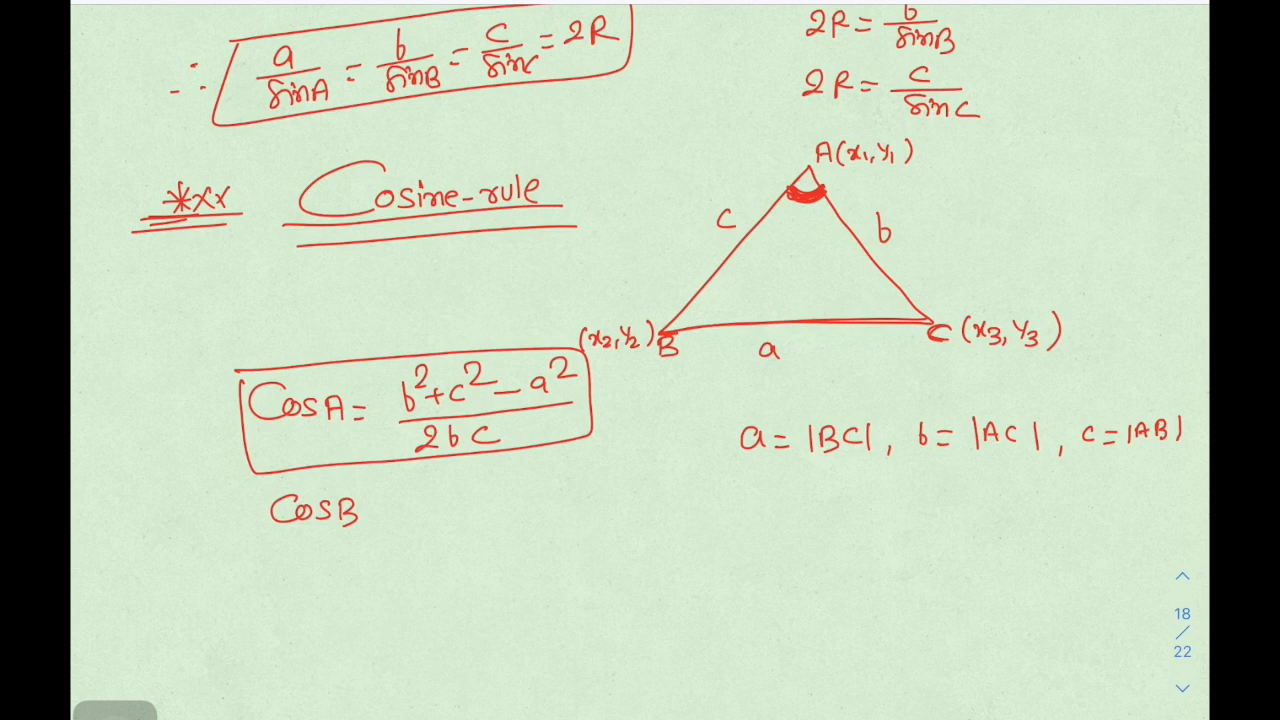 ∴ a/sinA = b/sinB = c/sinC = 2R
2R = b/sinB
2R = c/sinC
*xx Cosine-rule
A(x₁,y₁)
c
b
(x₂,y₂) B
C (x₃,y₃)
a
CosA = b²+c²-a²/2bc
a = |BC|, b = |AC|, c = |AB|
CosB
18
/
22